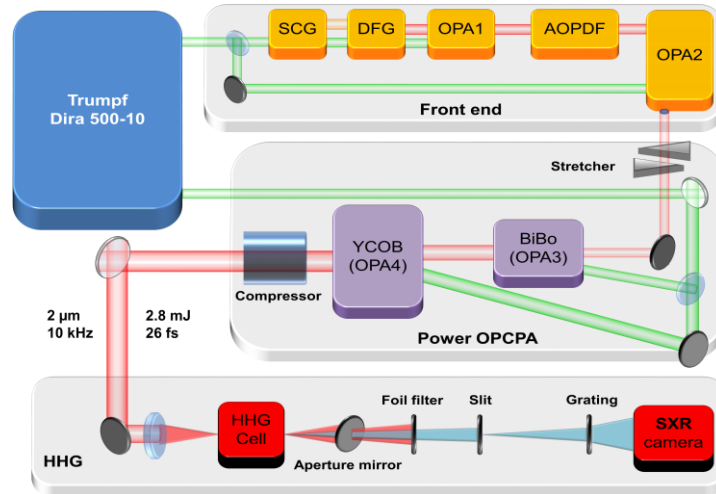 SCG
DFG
OPA1
AOPDF
OPA2
Trumpf
Dira 500-10
Front end
Stretcher
YCOB
(OPA4)
BiBo
(OPA3)
Compressor
2 µm
10 kHz
2.8 mJ
26 fs
Power OPCPA
Foil filter
Slit
Grating
HHG
Cell
SXR
camera
Aperture mirror
HHG